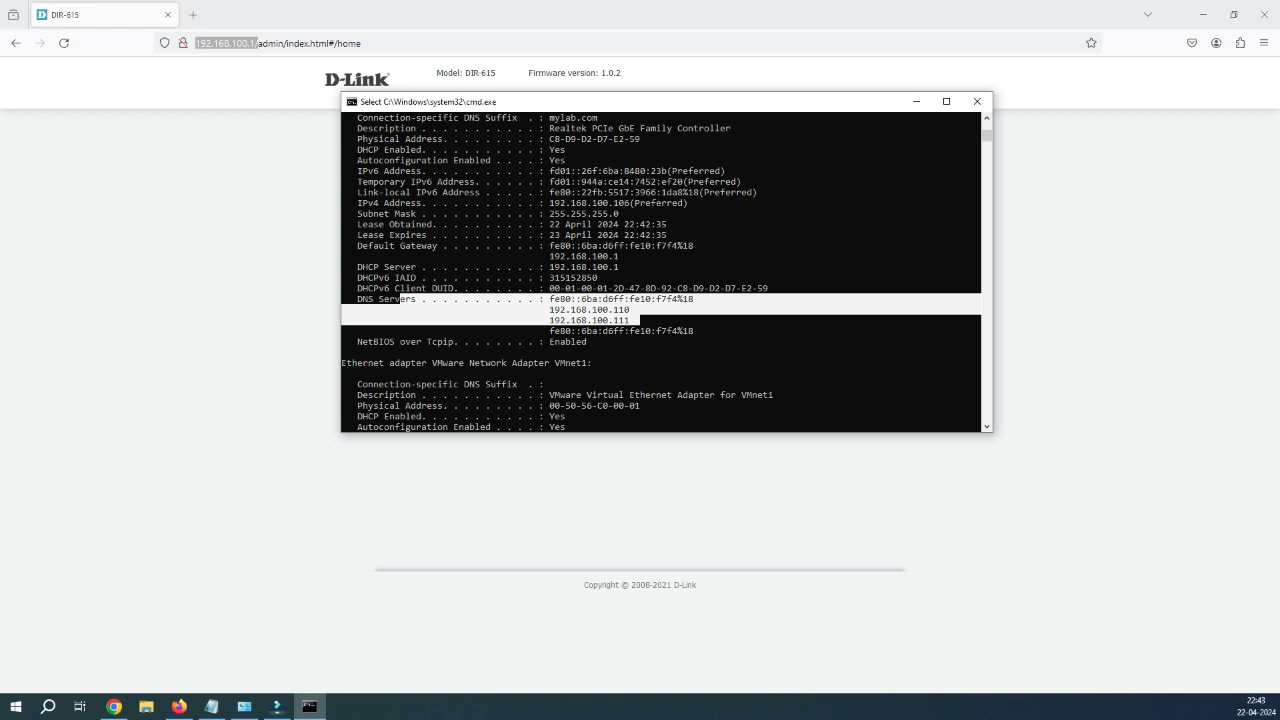 DIR-615
192.168.100.1/admin/index.html#/home
D-Link
Model: DIR-615 Firmware version: 1.0.2
Select C:\Windows\system32\cmd.exe
Connection-specific DNS Suffix . : mylab.com
Description . . . . . . . . . . . : Realtek PCIe GbE Family Controller
Physical Address. . . . . . . . . : C8-D9-D2-D7-E2-59
DHCP Enabled. . . . . . . . . . . : Yes
Autoconfiguration Enabled . . . . : Yes
IPv6 Address. . . . . . . . . . . : fd01::26f:6ba:8480:23b(Preferred)
Temporary IPv6 Address. . . . . . : fd01::944a:ce14:7452:ef20(Preferred)
Link-local IPv6 Address . . . . . : fe80::22fb:5517:3966:1da8%18(Preferred)
IPv4 Address. . . . . . . . . . . : 192.168.100.106(Preferred)
Subnet Mask . . . . . . . . . . . : 255.255.255.0
Lease Obtained. . . . . . . . . . : 22 April 2024 22:42:35
Lease Expires . . . . . . . . . . : 23 April 2024 22:42:35
Default Gateway . . . . . . . . . : fe80::6ba:d6ff:fe10:f7f4%18
192.168.100.1
DHCP Server . . . . . . . . . . . : 192.168.100.1
DHCPv6 IAID . . . . . . . . . . . : 315152850
DHCPv6 Client DUID. . . . . . . . : 00-01-00-01-2D-47-8D-92-C8-D9-D2-D7-E2-59
DNS Servers . . . . . . . . . . . : fe80::6ba:d6ff:fe10:f7f4%18
192.168.100.110
192.168.100.111
fe80::6ba:d6ff:fe10:f7f4%18
NetBIOS over Tcpip. . . . . . . . : Enabled
Ethernet adapter VMware Network Adapter VMnet1:
Connection-specific DNS Suffix . :
Description . . . . . . . . . . . : VMware Virtual Ethernet Adapter for VMnet1
Physical Address. . . . . . . . . : 00-50-56-C0-00-01
DHCP Enabled. . . . . . . . . . . : Yes
Autoconfiguration Enabled . . . . : Yes
Copyright © 2008-2021 D-Link
22:43
22-04-2024